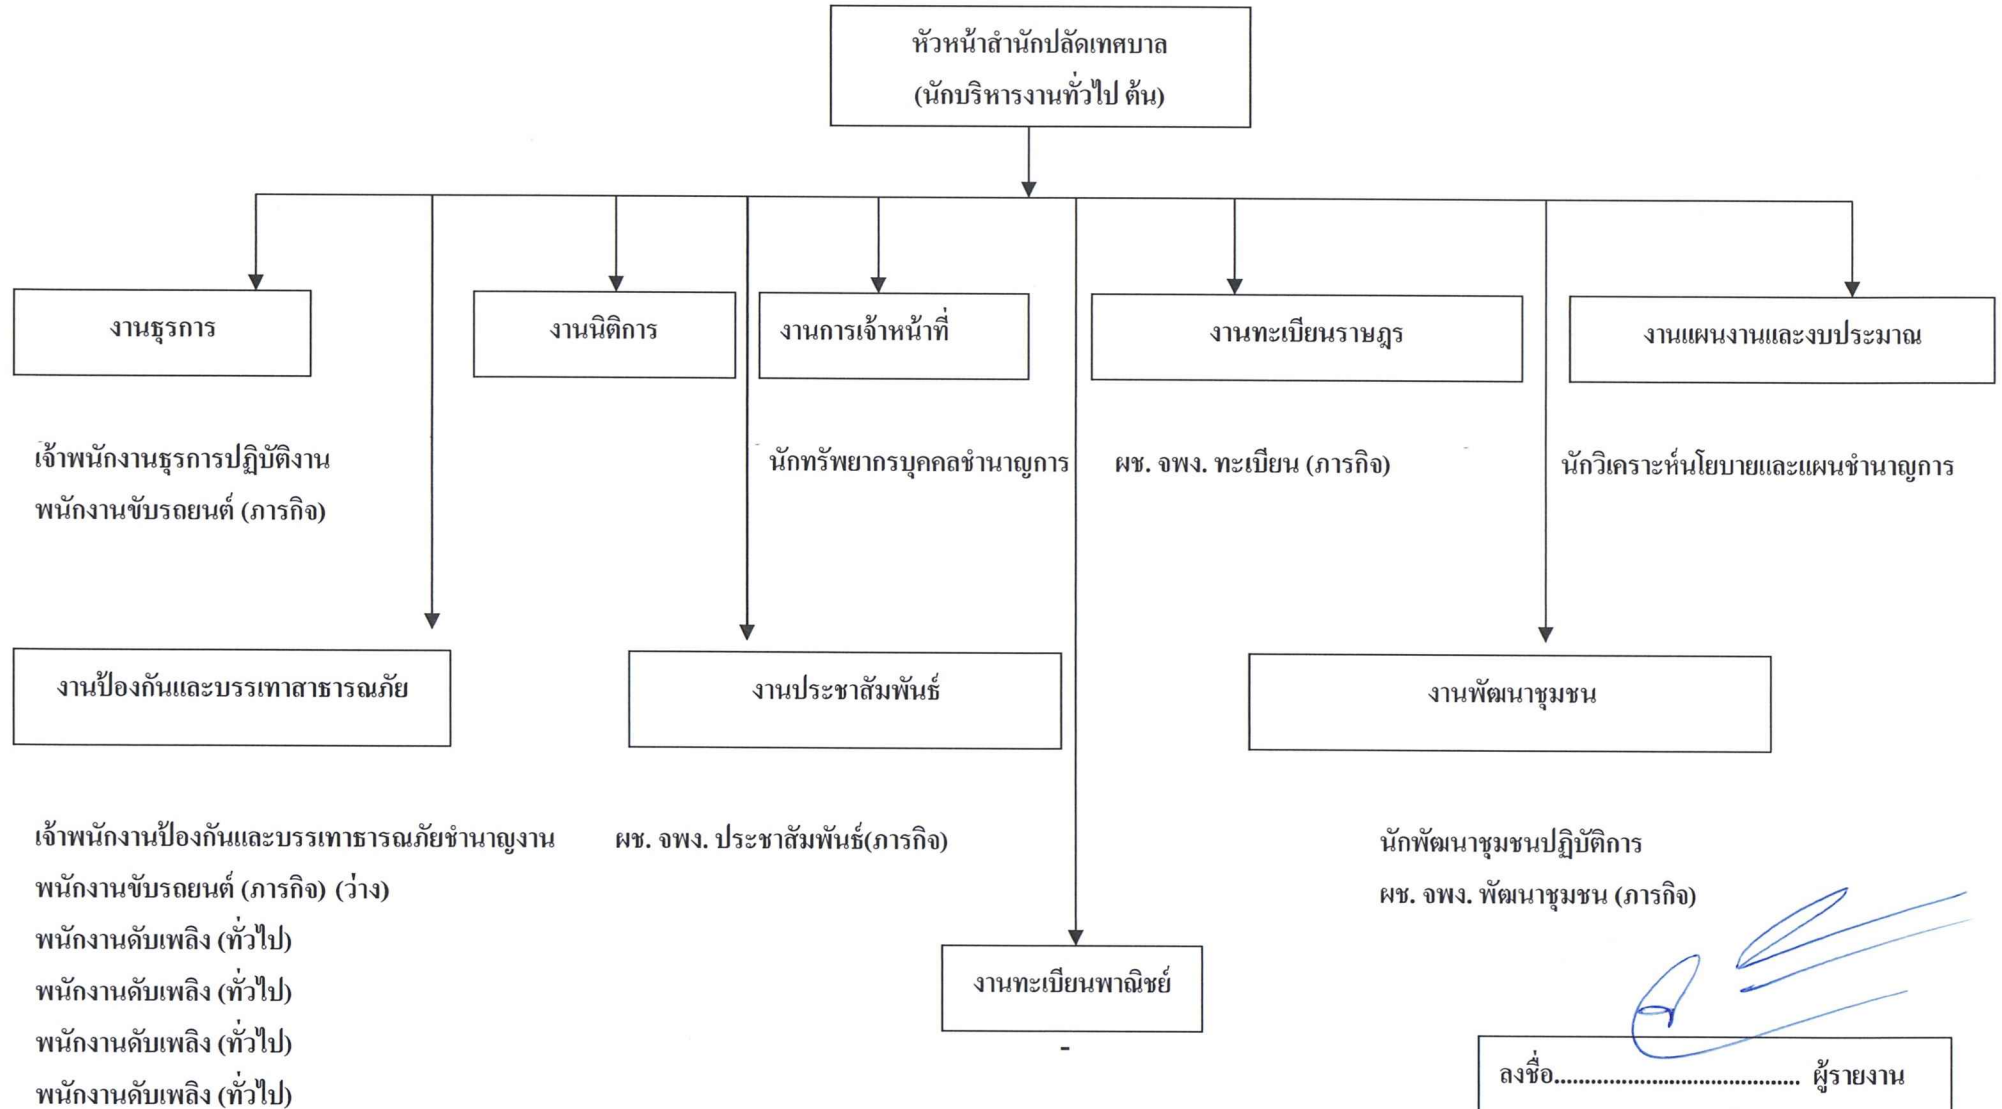 หัวหน้าสำนักปลัดเทศบาล
(นักบริหารงานทั่วไป ต้น)
งานธุรการ
งานนิติการ
งานการเจ้าหน้าที่
งานทะเบียนราษฎร
งานแผนงานและงบประมาณ
เจ้าพนักงานธุรการปฏิบัติงาน
พนักงานขับรถยนต์ (ภารกิจ)
นักทรัพยากรบุคคลชำนาญการ
ผช. จพง. ทะเบียน (ภารกิจ)
นักวิเคราะห์นโยบายและแผนชำนาญการ
งานป้องกันและบรรเทาสาธารณภัย
งานประชาสัมพันธ์
งานพัฒนาชุมชน
เจ้าพนักงานป้องกันและบรรเทาธารณภัยชำนาญงาน
พนักงานขับรถยนต์ (ภารกิจ) (ว่าง)
พนักงานดับเพลิง (ทั่วไป)
พนักงานดับเพลิง (ทั่วไป)
พนักงานดับเพลิง (ทั่วไป)
พนักงานดับเพลิง (ทั่วไป)
ผช. จพง. ประชาสัมพันธ์(ภารกิจ)
นักพัฒนาชุมชนปฏิบัติการ
ผช. จพง. พัฒนาชุมชน (ภารกิจ)
งานทะเบียนพาณิชย์
-
ลงชื่อ........................................ ผู้รายงาน